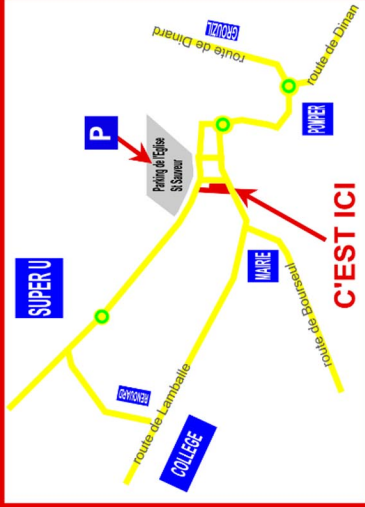 SUPER U
P
Parking de l'Eglise
St Sauveur
route de Dinard
GROUZIL
route de Dinan
POMPIER
RENOUARD
route de Lamballe
COLLEGE
MAIRIE
route de Bourseul
C'EST ICI